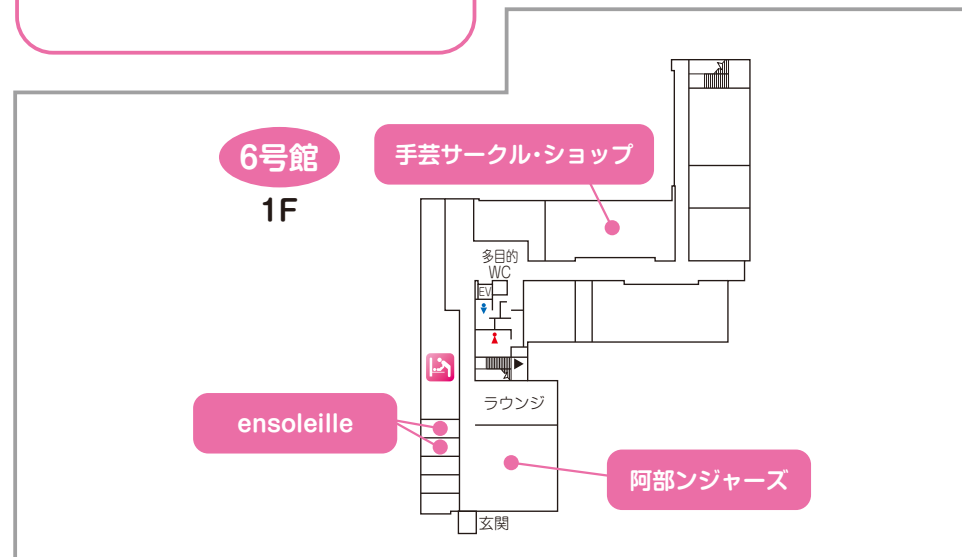 6号館
1F
手芸サークル・ショップ
多目的
WC
EV
ラウンジ
ensoleille
阿部ンジャーズ
玄関